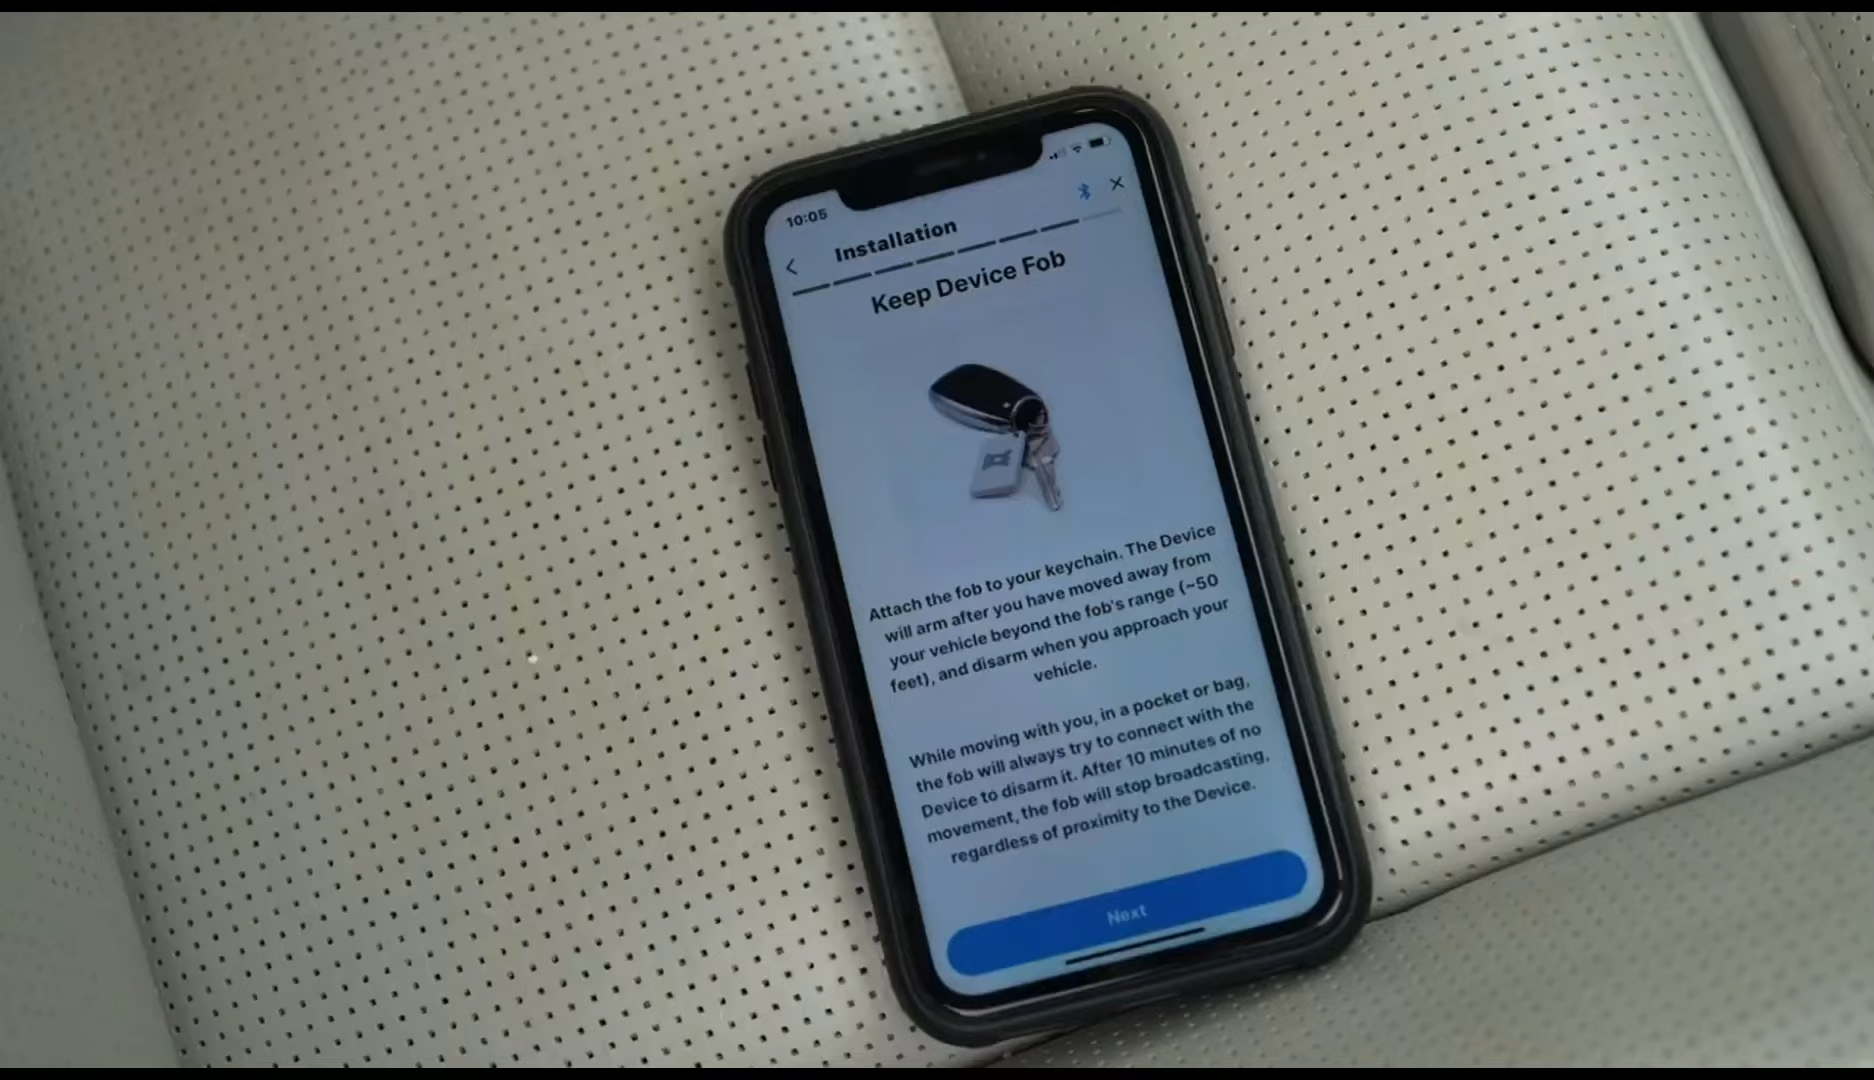 10:05
Installation
Keep Device Fob
Attach the fob to your keychain. The Device
will arm after you have moved away from
your vehicle beyond the fob's range (~50
feet), and disarm when you approach your
vehicle.
While moving with you, in a pocket or bag,
the fob will always try to connect with the
Device to disarm it. After 10 minutes of no
movement, the fob will stop broadcasting,
regardless of proximity to the Device.
Next